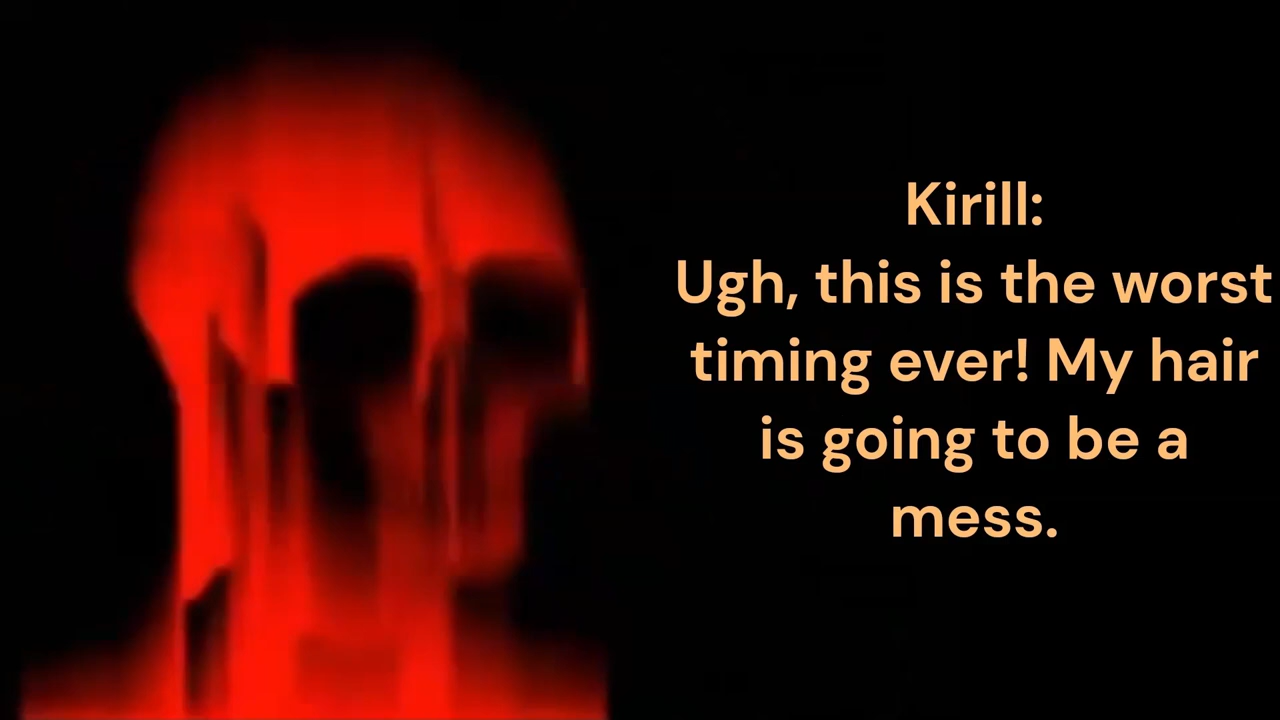 Kirill:
Ugh, this is the worst
timing ever! My hair
is going to be a
mess.